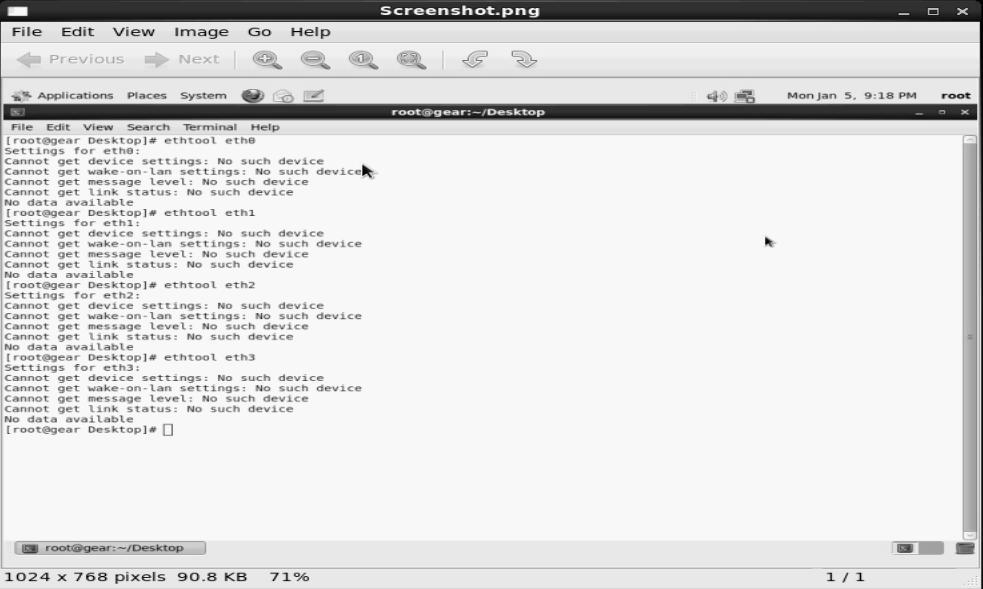 Screenshot.png
File Edit View Image Go Help
Previous Next
Applications Places System Mon Jan 5, 9:18 PM root
root@gear:~/Desktop
File Edit View Search Terminal Help
[root@gear Desktop]# ethtool eth0
Settings for eth0:
Cannot get device settings: No such device
Cannot get wake-on-lan settings: No such device
Cannot get message level: No such device
Cannot get link status: No such device
No data available
[root@gear Desktop]# ethtool eth1
Settings for eth1:
Cannot get device settings: No such device
Cannot get wake-on-lan settings: No such device
Cannot get message level: No such device
Cannot get link status: No such device
No data available
[root@gear Desktop]# ethtool eth2
Settings for eth2:
Cannot get device settings: No such device
Cannot get wake-on-lan settings: No such device
Cannot get message level: No such device
Cannot get link status: No such device
No data available
[root@gear Desktop]# ethtool eth3
Settings for eth3:
Cannot get device settings: No such device
Cannot get wake-on-lan settings: No such device
Cannot get message level: No such device
Cannot get link status: No such device
No data available
[root@gear Desktop]#
root@gear:~/Desktop
1024 x 768 pixels 90.8 KB 71% 1 / 1